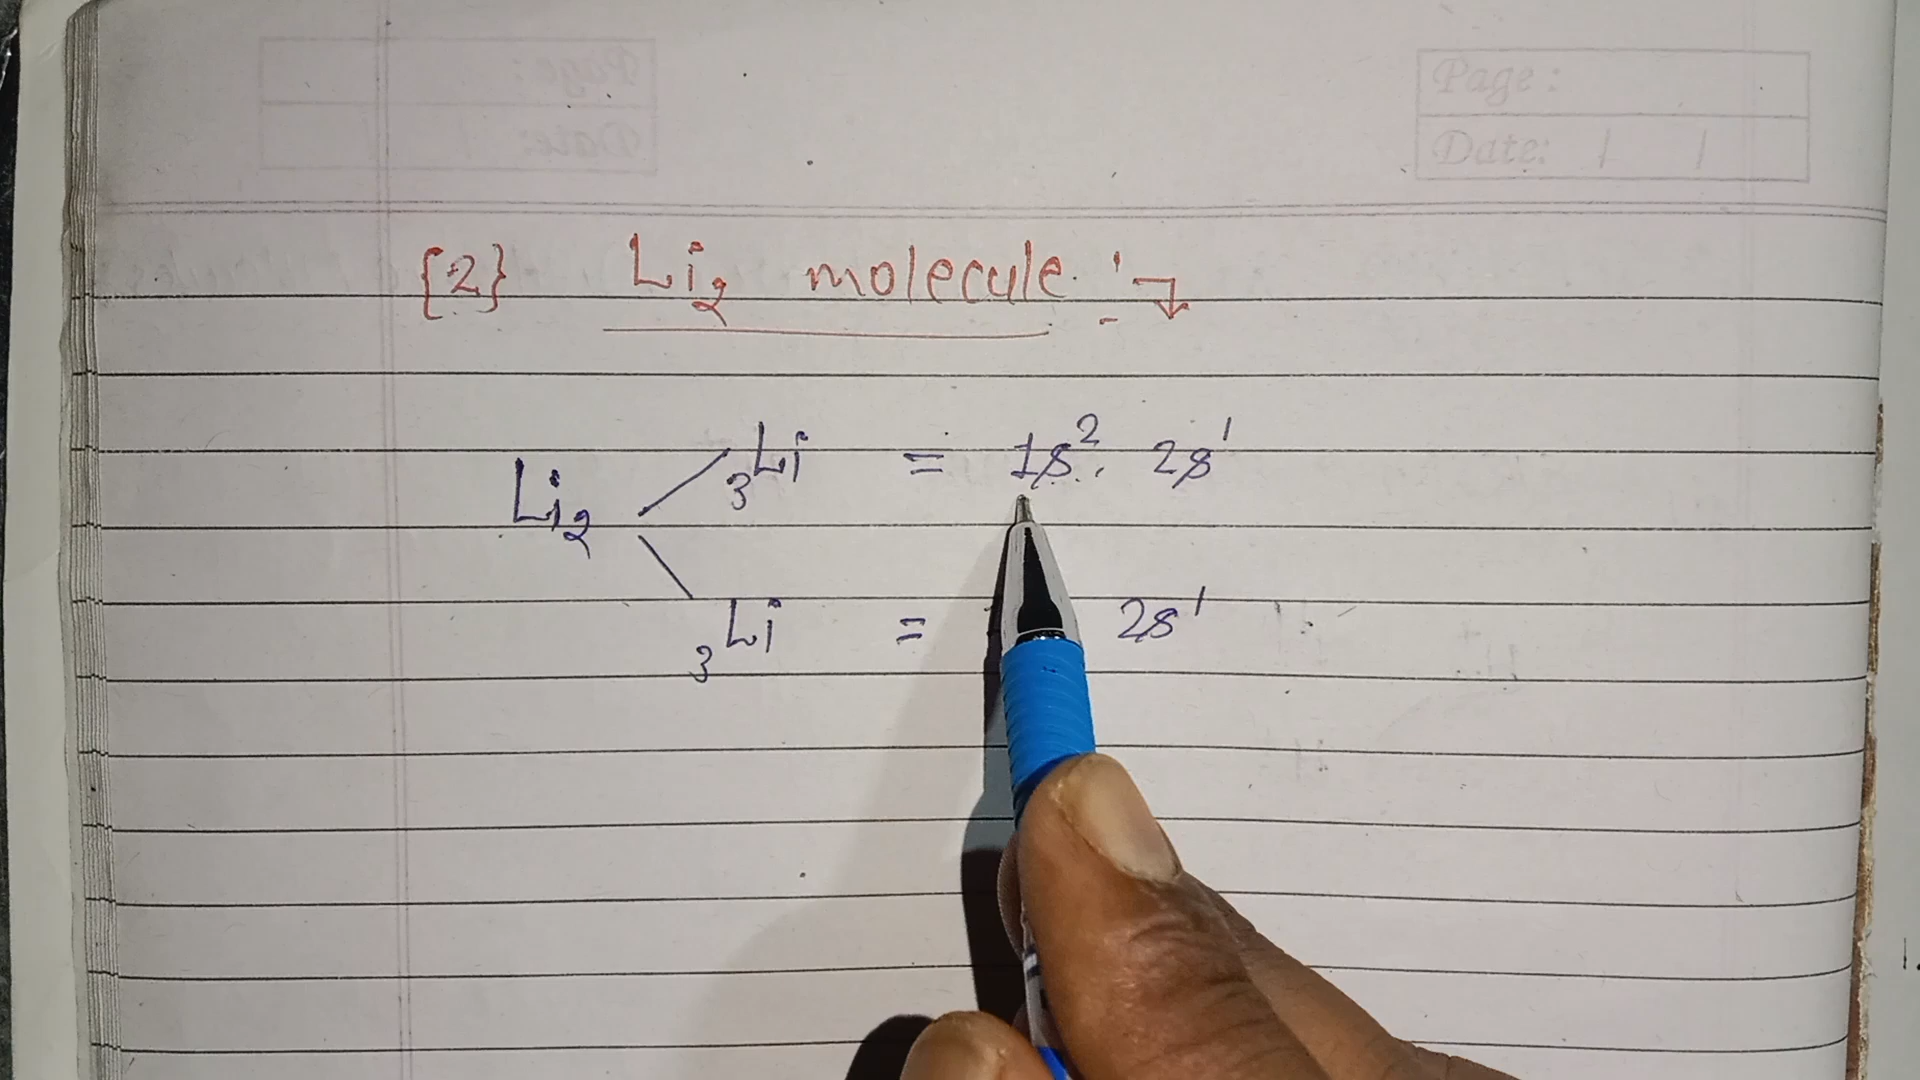 Page:
Date: / /
{2} Li₂ molecule :→
Li₂
₃Li = 1s² 2s¹
₃Li = 2s¹